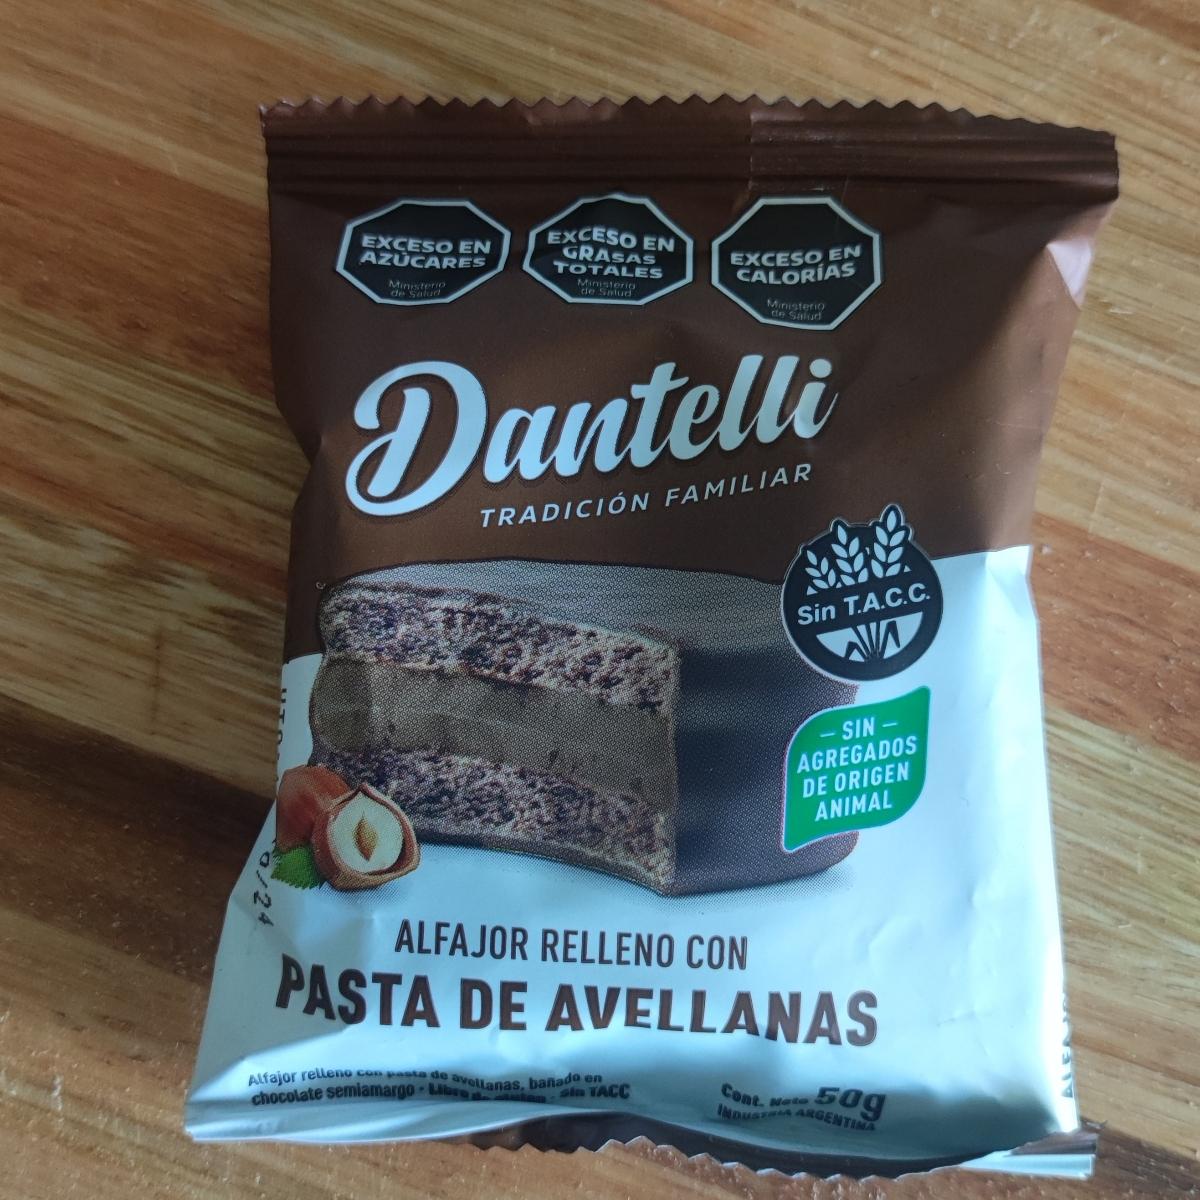 EXCESO EN
AZÚCARES
Ministerio
de Salud
EXCESO EN
GRASAS
TOTALES
Ministerio
de Salud
EXCESO EN
CALORÍAS
Ministerio
de Salud
Dantelli
TRADICIÓN FAMILIAR
Sin T.A.C.C.
— SIN —
AGREGADOS
DE ORIGEN
ANIMAL
ALFAJOR RELLENO CON
PASTA DE AVELLANAS
Alfajor relleno con pasta de avellanas, bañado en
chocolate semiamargo - Libre de gluten - sin TACC
Cont. Neto 50g
INDUSTRIA ARGENTINA